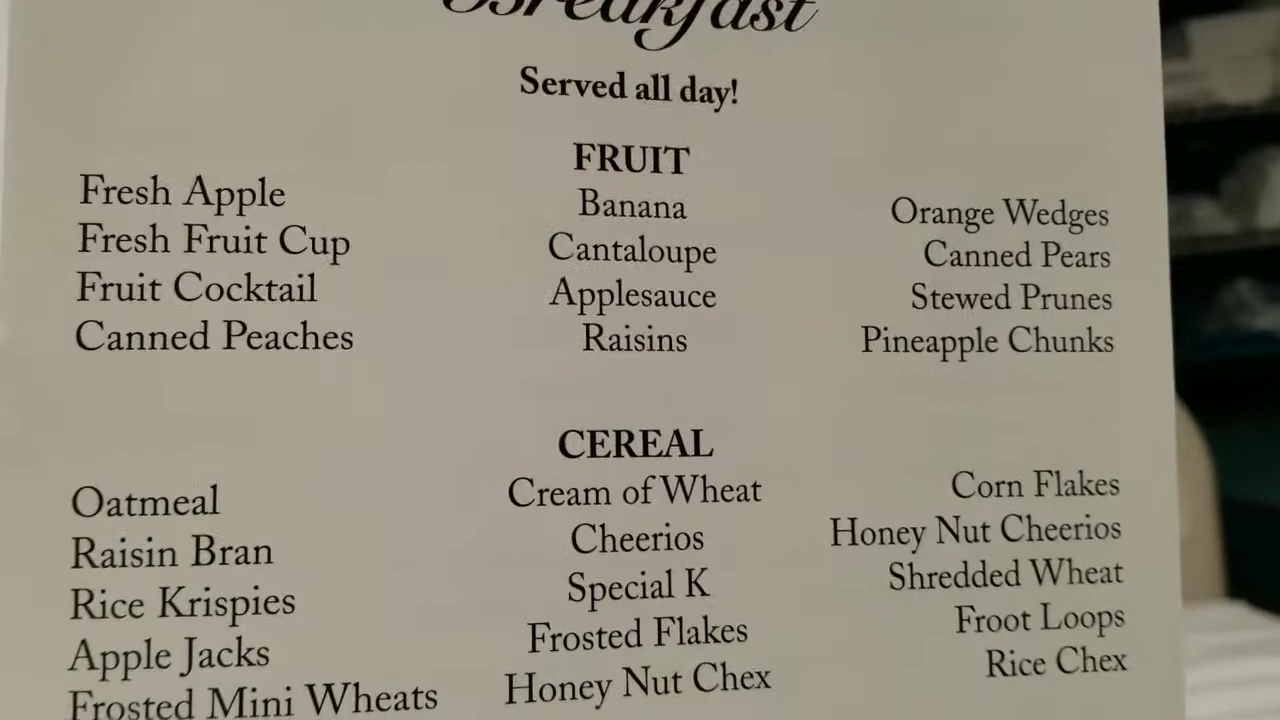 Breakfast
Served all day!
FRUIT
Fresh Apple
Fresh Fruit Cup
Fruit Cocktail
Canned Peaches
Banana
Cantaloupe
Applesauce
Raisins
Orange Wedges
Canned Pears
Stewed Prunes
Pineapple Chunks
CEREAL
Oatmeal
Raisin Bran
Rice Krispies
Apple Jacks
Frosted Mini Wheats
Cream of Wheat
Cheerios
Special K
Frosted Flakes
Honey Nut Chex
Corn Flakes
Honey Nut Cheerios
Shredded Wheat
Froot Loops
Rice Chex